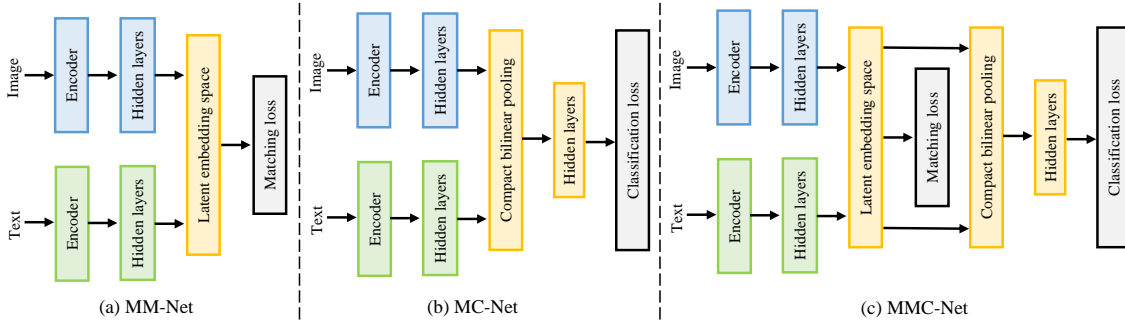 Image
Encoder
Hidden layers
Text
Encoder
Hidden layers
Latent embedding space
Matching loss
(a) MM-Net
Image
Encoder
Hidden layers
Text
Encoder
Hidden layers
Compact bilinear pooling
Hidden layers
Classification loss
(b) MC-Net
Image
Encoder
Hidden layers
Text
Encoder
Hidden layers
Latent embedding space
Matching loss
Compact bilinear pooling
Hidden layers
Classification loss
(c) MMC-Net